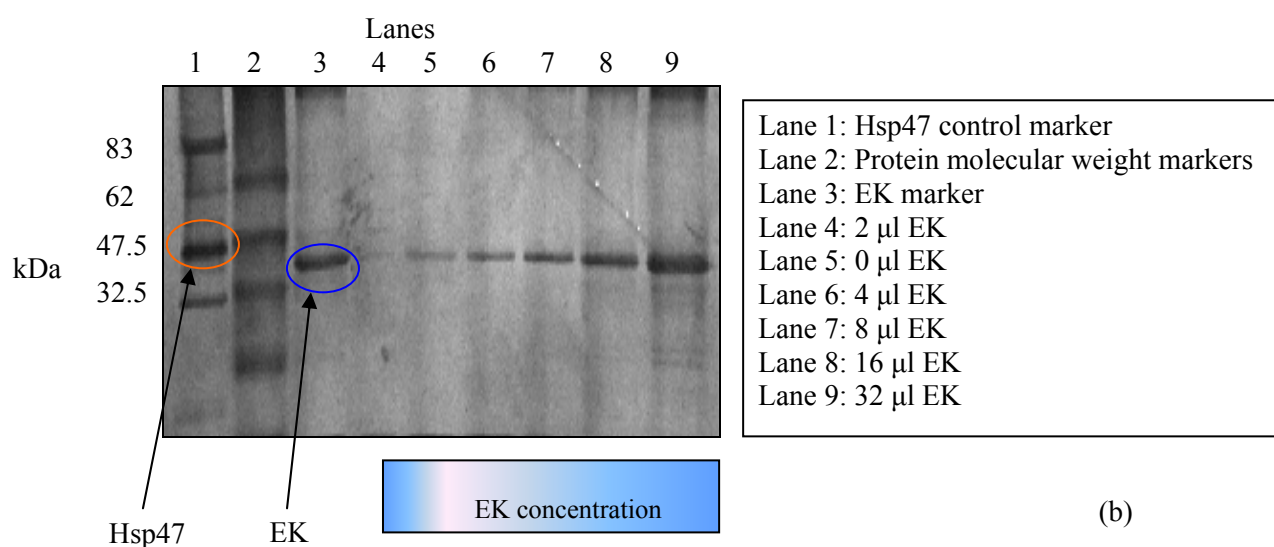 Lanes
1 2 3 4 5 6 7 8 9
83
62
47.5
kDa
32.5
Hsp47
EK
EK concentration
Lane 1: Hsp47 control marker
Lane 2: Protein molecular weight markers
Lane 3: EK marker
Lane 4: 2 μl EK
Lane 5: 0 μl EK
Lane 6: 4 μl EK
Lane 7: 8 μl EK
Lane 8: 16 μl EK
Lane 9: 32 μl EK
(b)